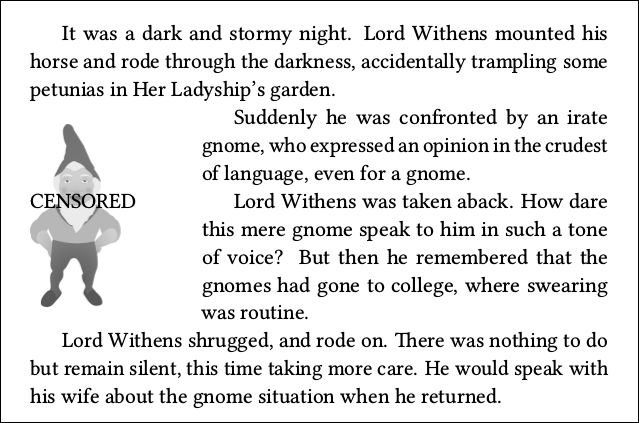 It was a dark and stormy night. Lord Withens mounted his
horse and rode through the darkness, accidentally trampling some
petunias in Her Ladyship’s garden.
Suddenly he was confronted by an irate
gnome, who expressed an opinion in the crudest
of language, even for a gnome.
CENSORED
Lord Withens was taken aback. How dare
this mere gnome speak to him in such a tone
of voice? But then he remembered that the
gnomes had gone to college, where swearing
was routine.
Lord Withens shrugged, and rode on. There was nothing to do
but remain silent, this time taking more care. He would speak with
his wife about the gnome situation when he returned.